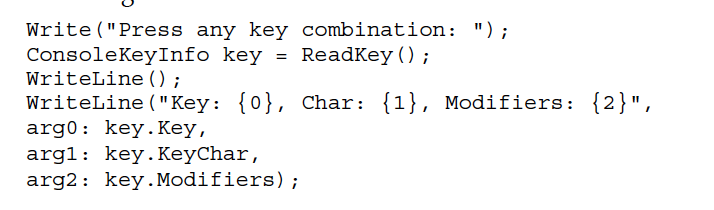 Write("Press any key combination: ");
ConsoleKeyInfo key = ReadKey();
WriteLine();
WriteLine("Key: {0}, Char: {1}, Modifiers: {2}",
arg0: key.Key,
arg1: key.KeyChar,
arg2: key.Modifiers);